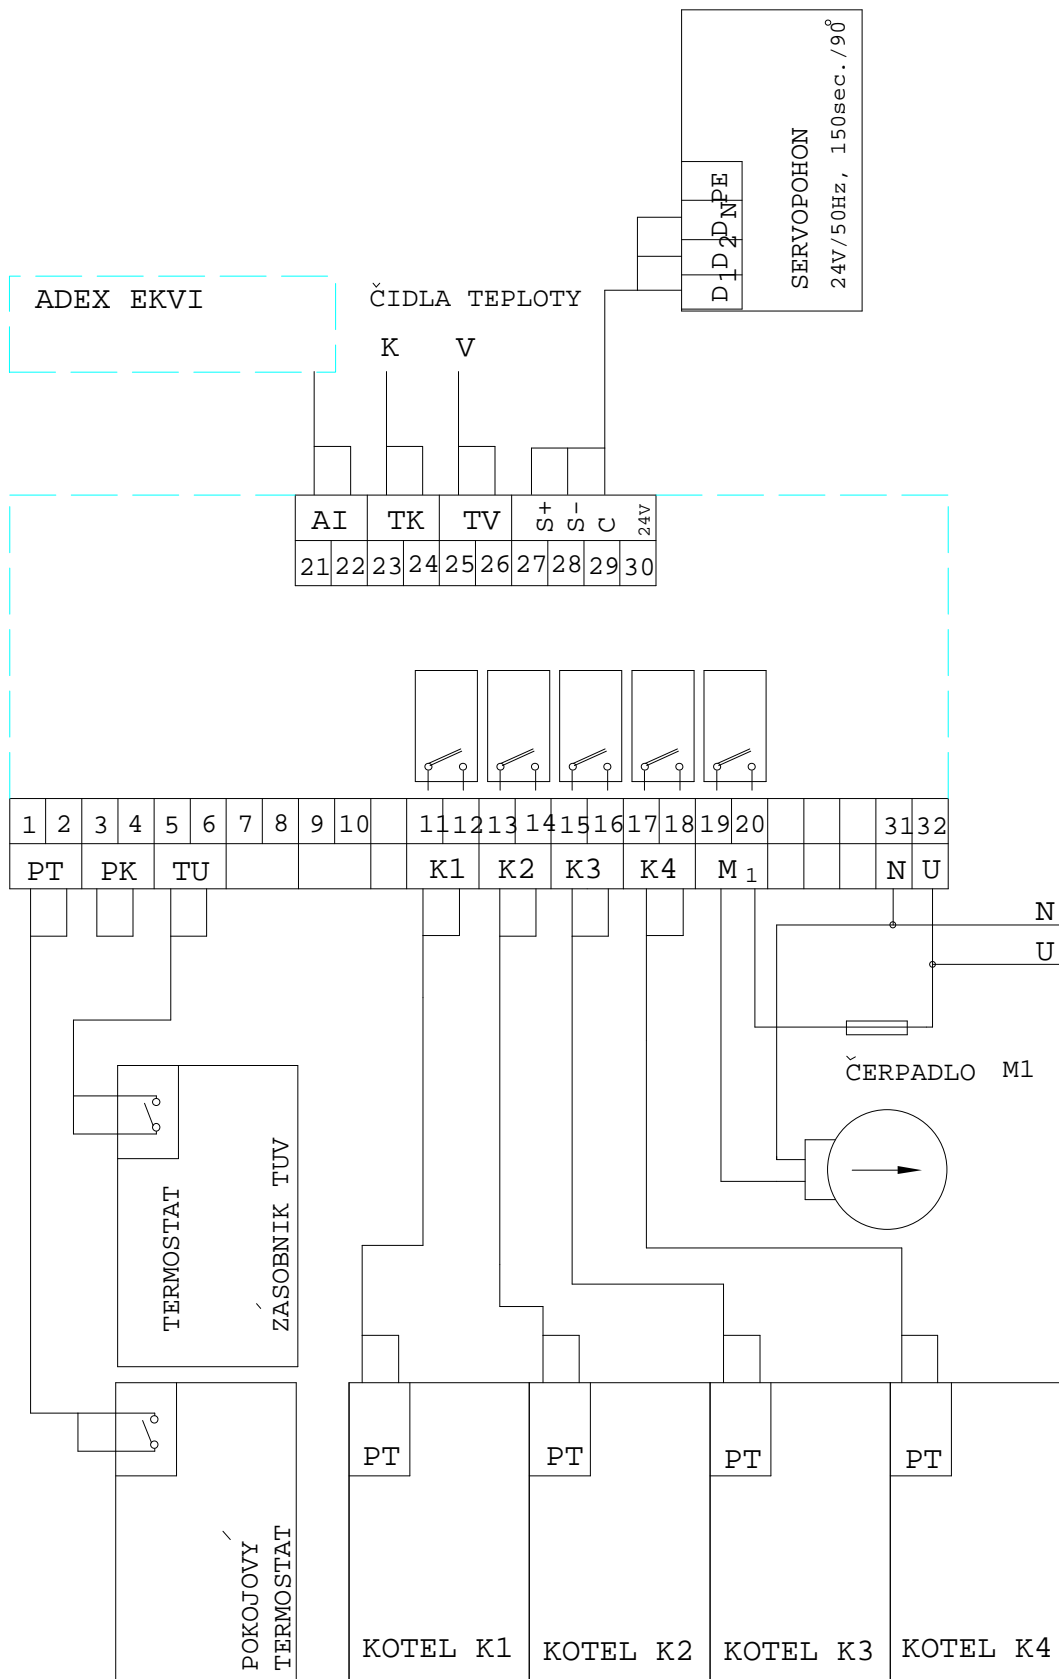 SERVOPOHON
24V/50Hz, 150sec./90°
PE
DN
D2
D1
ADEX EKVI
ČIDLA TEPLOTY
K V
AI TK TV S+ S- C 24V
21 22 23 24 25 26 27 28 29 30
1 2 3 4 5 6 7 8 9 10 11 12 13 14 15 16 17 18 19 20 31 32
PT PK TU K1 K2 K3 K4 M1 N U
N
U
ČERPADLO M1
TERMOSTAT
ZÁSOBNIK TUV
POKOJOVÝ
TERMOSTAT
PT PT PT PT
KOTEL K1 KOTEL K2 KOTEL K3 KOTEL K4